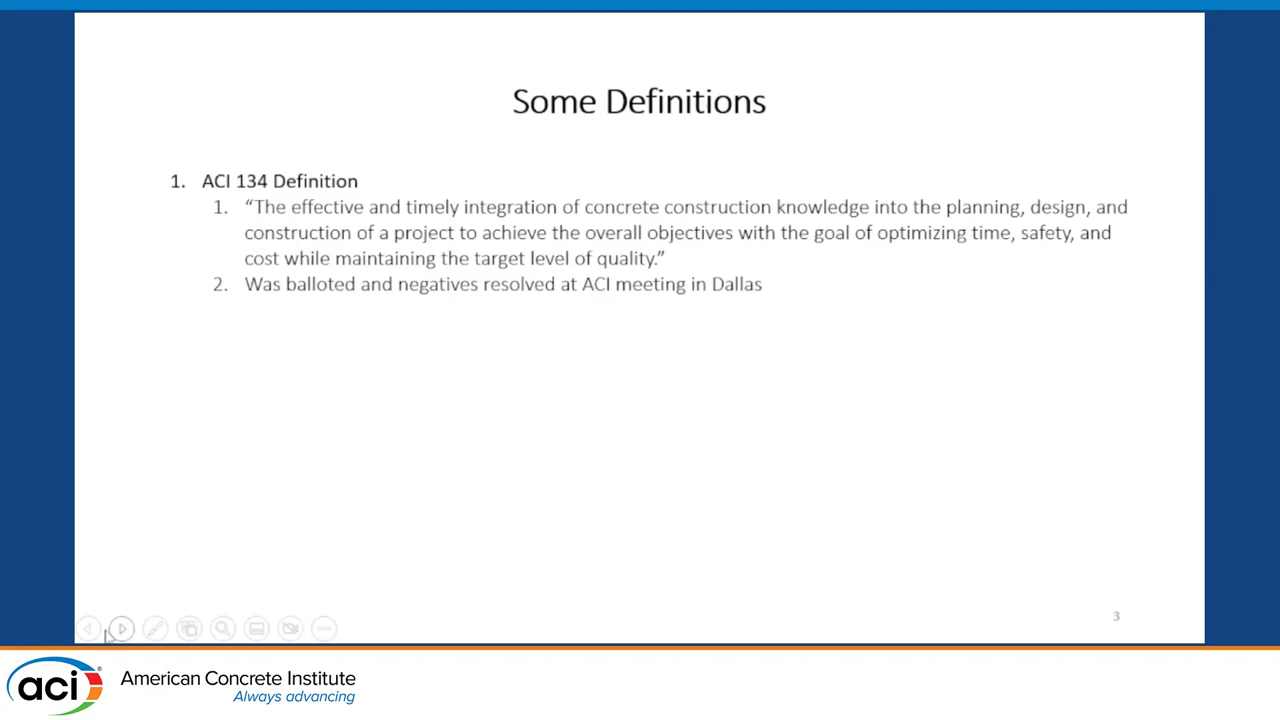 Some Definitions
1. ACI 134 Definition
1. “The effective and timely integration of concrete construction knowledge into the planning, design, and
construction of a project to achieve the overall objectives with the goal of optimizing time, safety, and
cost while maintaining the target level of quality.”
2. Was balloted and negatives resolved at ACI meeting in Dallas
3
aci®
American Concrete Institute
Always advancing